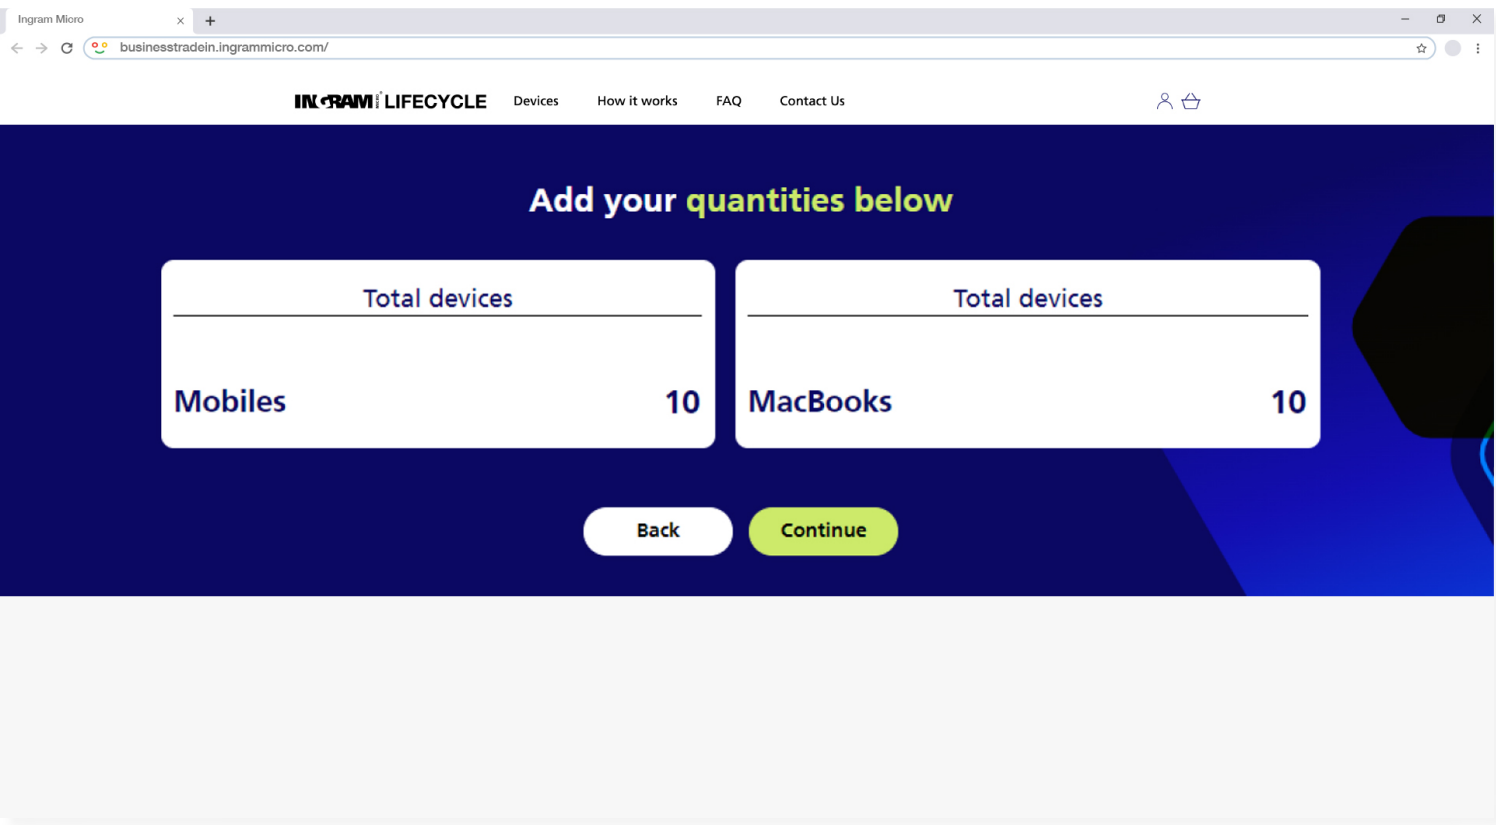 Ingram Micro
businesstradein.ingrammicro.com/
INGRAM MICRO LIFECYCLE
Devices
How it works
FAQ
Contact Us
Add your quantities below
Total devices
Mobiles 10
Total devices
MacBooks 10
Back
Continue